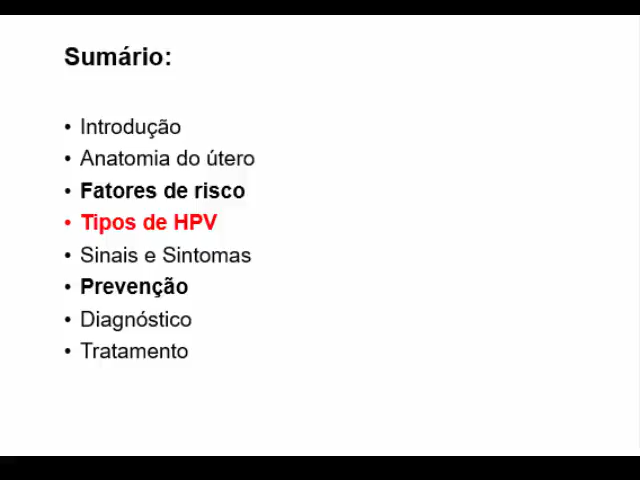 Sumário:
• Introdução
• Anatomia do útero
• Fatores de risco
• Tipos de HPV
• Sinais e Sintomas
• Prevenção
• Diagnóstico
• Tratamento